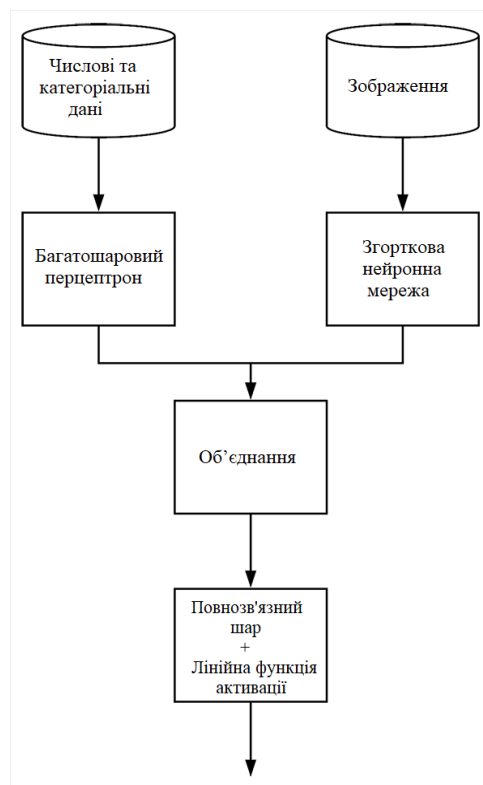 Числові та
категоріальні
дані
Зображення
Багатошаровий
перцептрон
Згорткова
нейронна
мережа
Об’єднання
Повнозв'язний
шар
+
Лінійна функція
активації